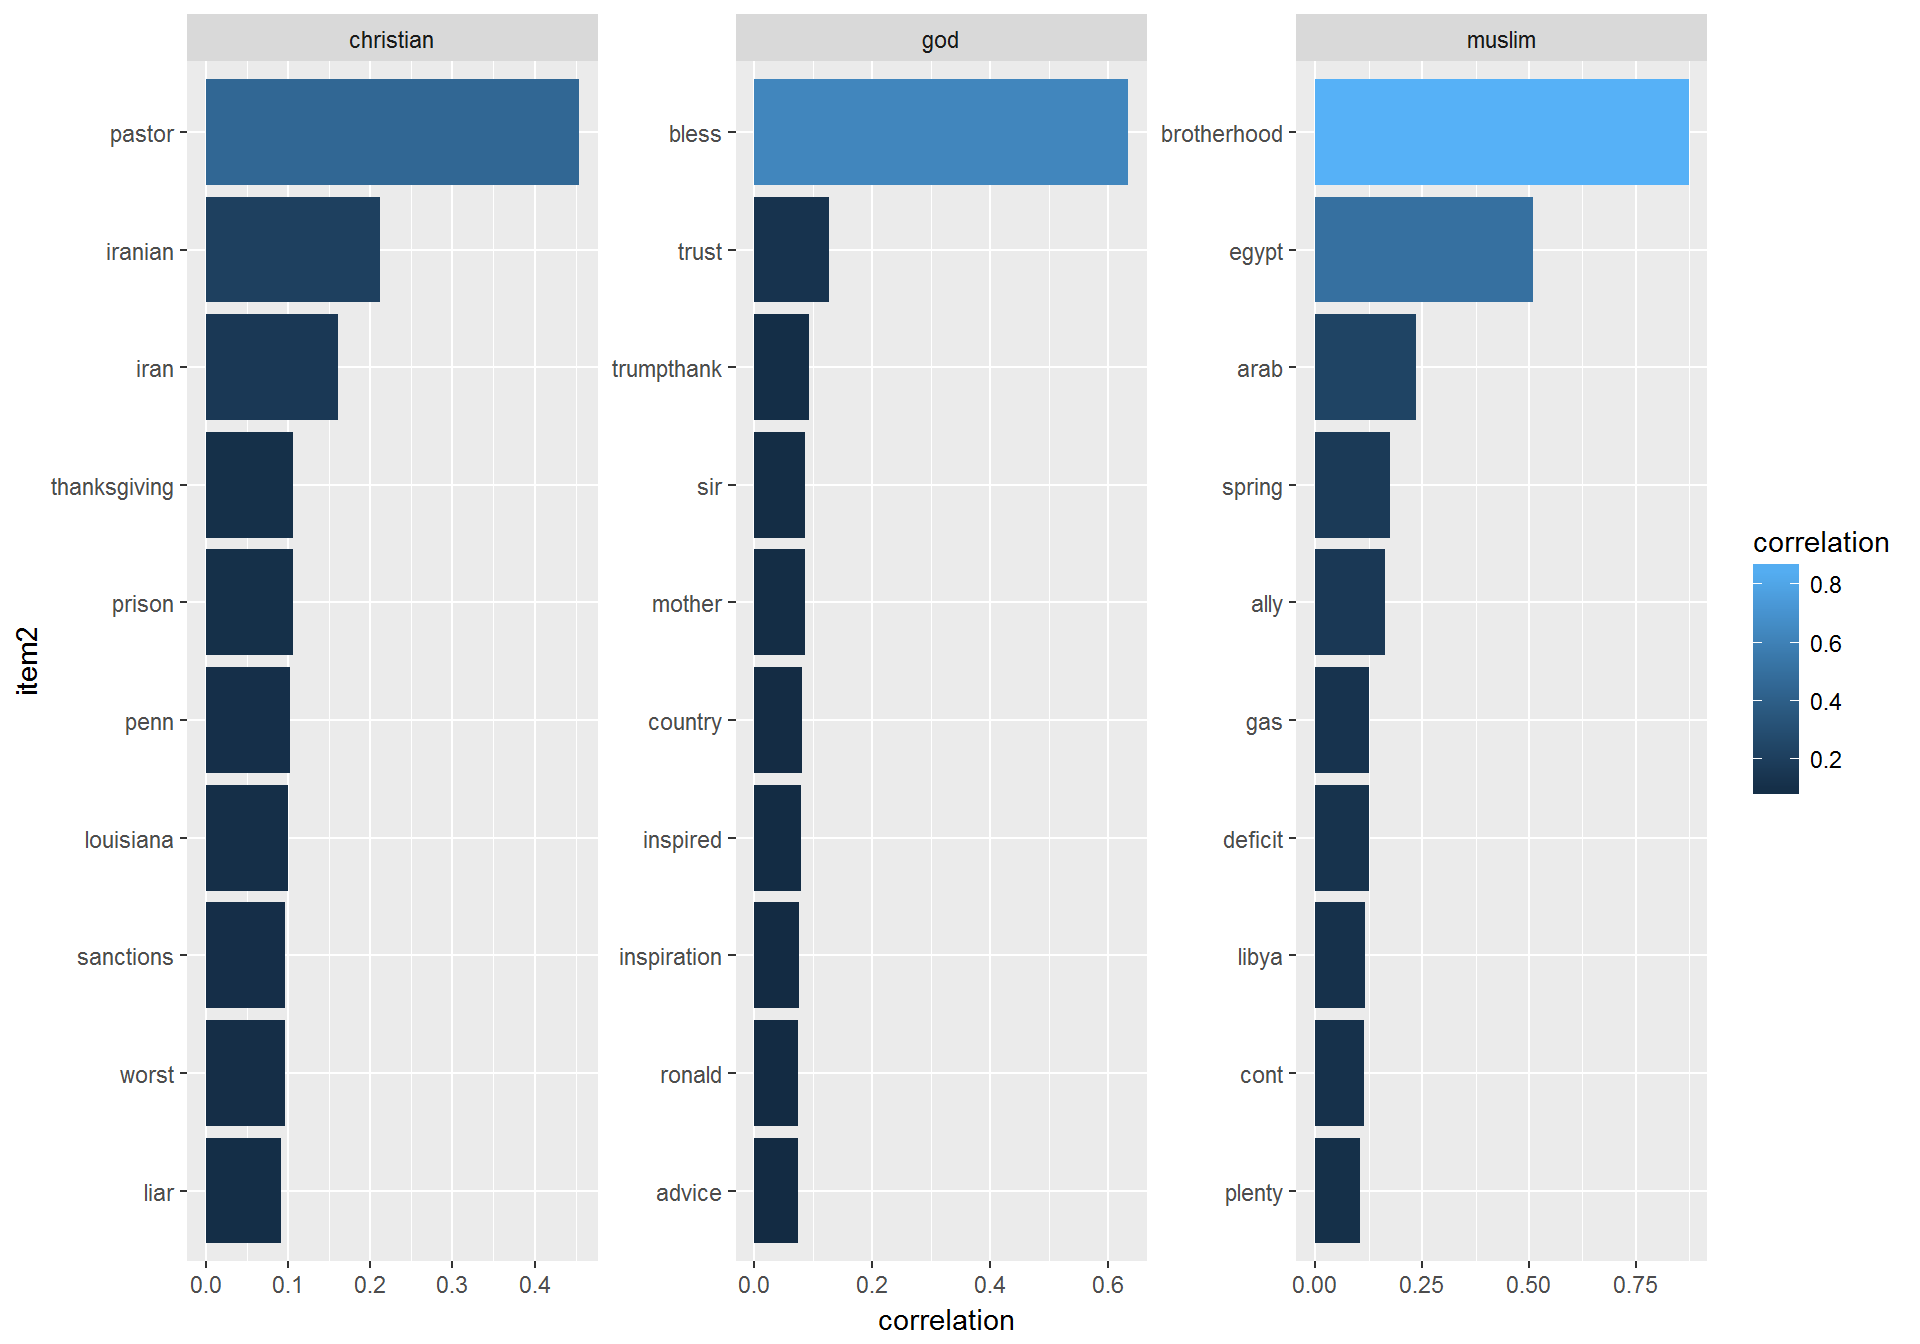 christian
god
muslim
pastor
iranian
iran
thanksgiving
prison
penn
louisiana
sanctions
worst
liar
bless
trust
trumpthank
sir
mother
country
inspired
inspiration
ronald
advice
brotherhood
egypt
arab
spring
ally
gas
deficit
libya
cont
plenty
0.0 0.1 0.2 0.3 0.4
0.0 0.2 0.4 0.6
0.00 0.25 0.50 0.75
correlation
item2
correlation
0.8
0.6
0.4
0.2